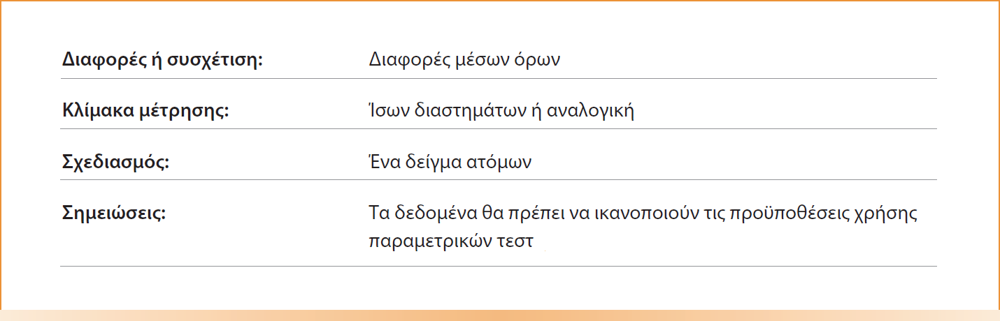 Διαφορές ή συσχέτιση: Διαφορές μέσων όρων
Κλίμακα μέτρησης: Ίσων διαστημάτων ή αναλογική
Σχεδιασμός: Ένα δείγμα ατόμων
Σημειώσεις: Τα δεδομένα θα πρέπει να ικανοποιούν τις προϋποθέσεις χρήσης
παραμετρικών τεστ